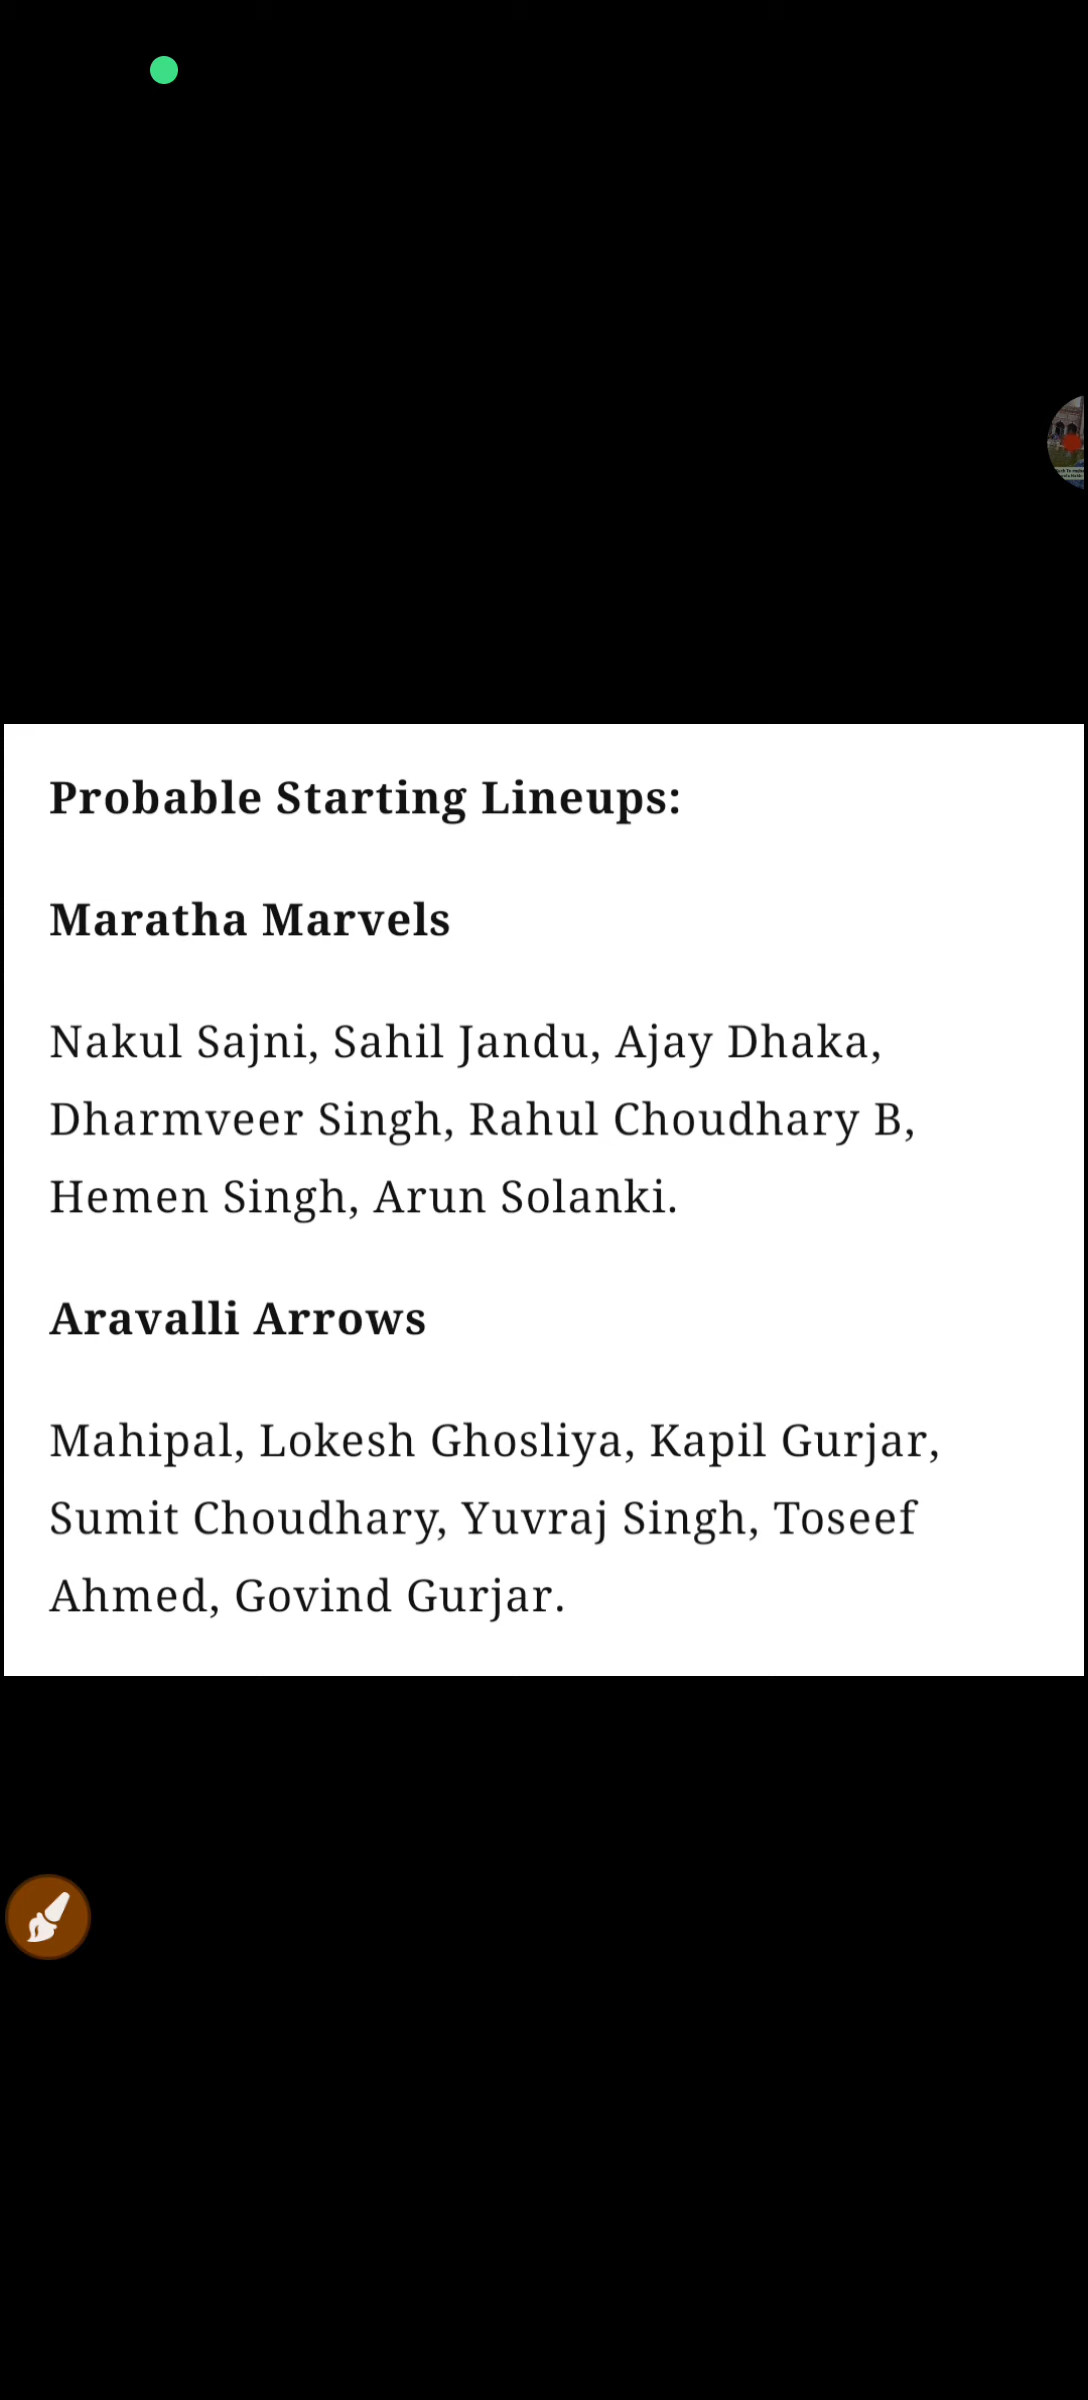 Probable Starting Lineups:
Maratha Marvels
Nakul Sajni, Sahil Jandu, Ajay Dhaka,
Dharmveer Singh, Rahul Choudhary B,
Hemen Singh, Arun Solanki.
Aravalli Arrows
Mahipal, Lokesh Ghosliya, Kapil Gurjar,
Sumit Choudhary, Yuvraj Singh, Toseef
Ahmed, Govind Gurjar.